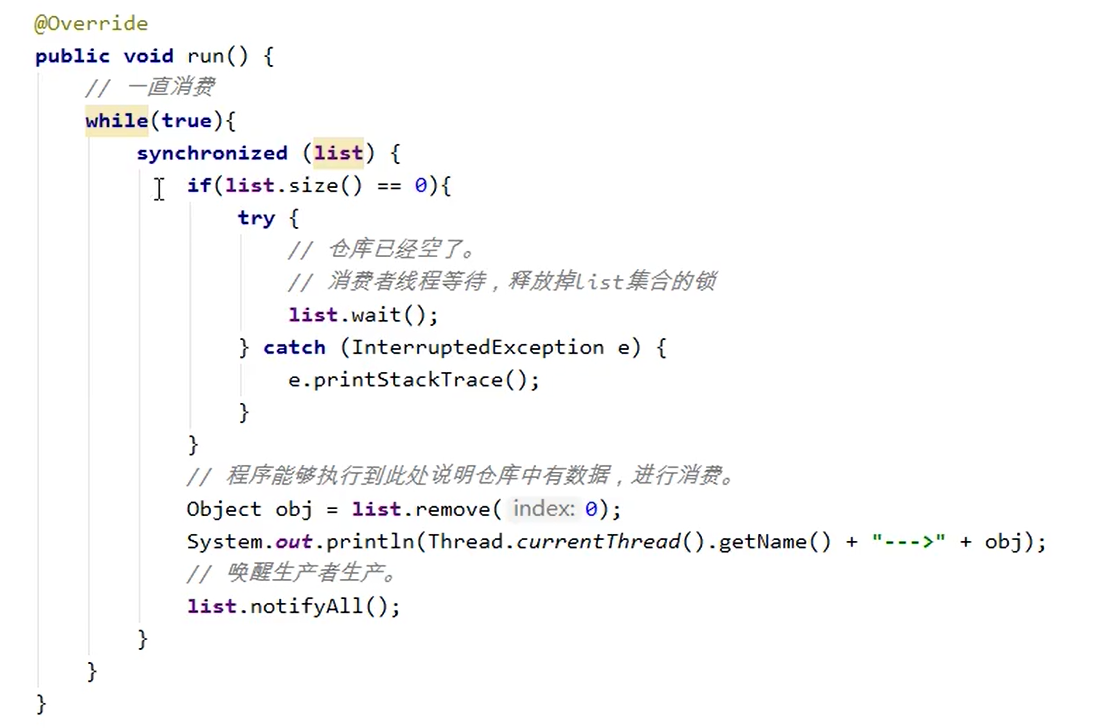 @Override
public void run() {
// 一直消费
while(true){
synchronized (list) {
if(list.size() == 0){
try {
// 仓库已经空了。
// 消费者线程等待，释放掉list集合的锁
list.wait();
} catch (InterruptedException e) {
e.printStackTrace();
}
}
// 程序能够执行到此处说明仓库中有数据，进行消费。
Object obj = list.remove( index: 0);
System.out.println(Thread.currentThread().getName() + "--->" + obj);
// 唤醒生产者生产。
list.notifyAll();
}
}
}